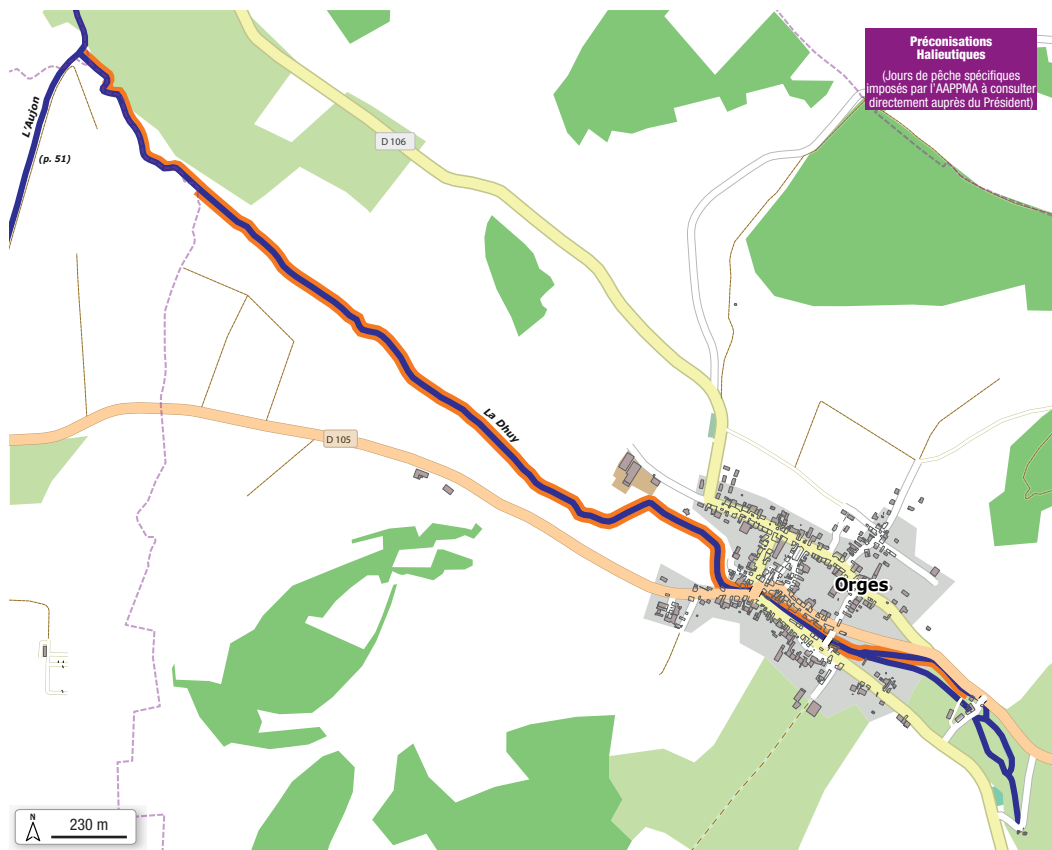 Préconisations
Halieutiques
(Jours de pêche spécifiques
imposés par l'AAPPMA à consulter
directement auprès du Président)
L'Aujon
(p. 51)
D 106
La Dhuy
D 105
Orges
N
230 m